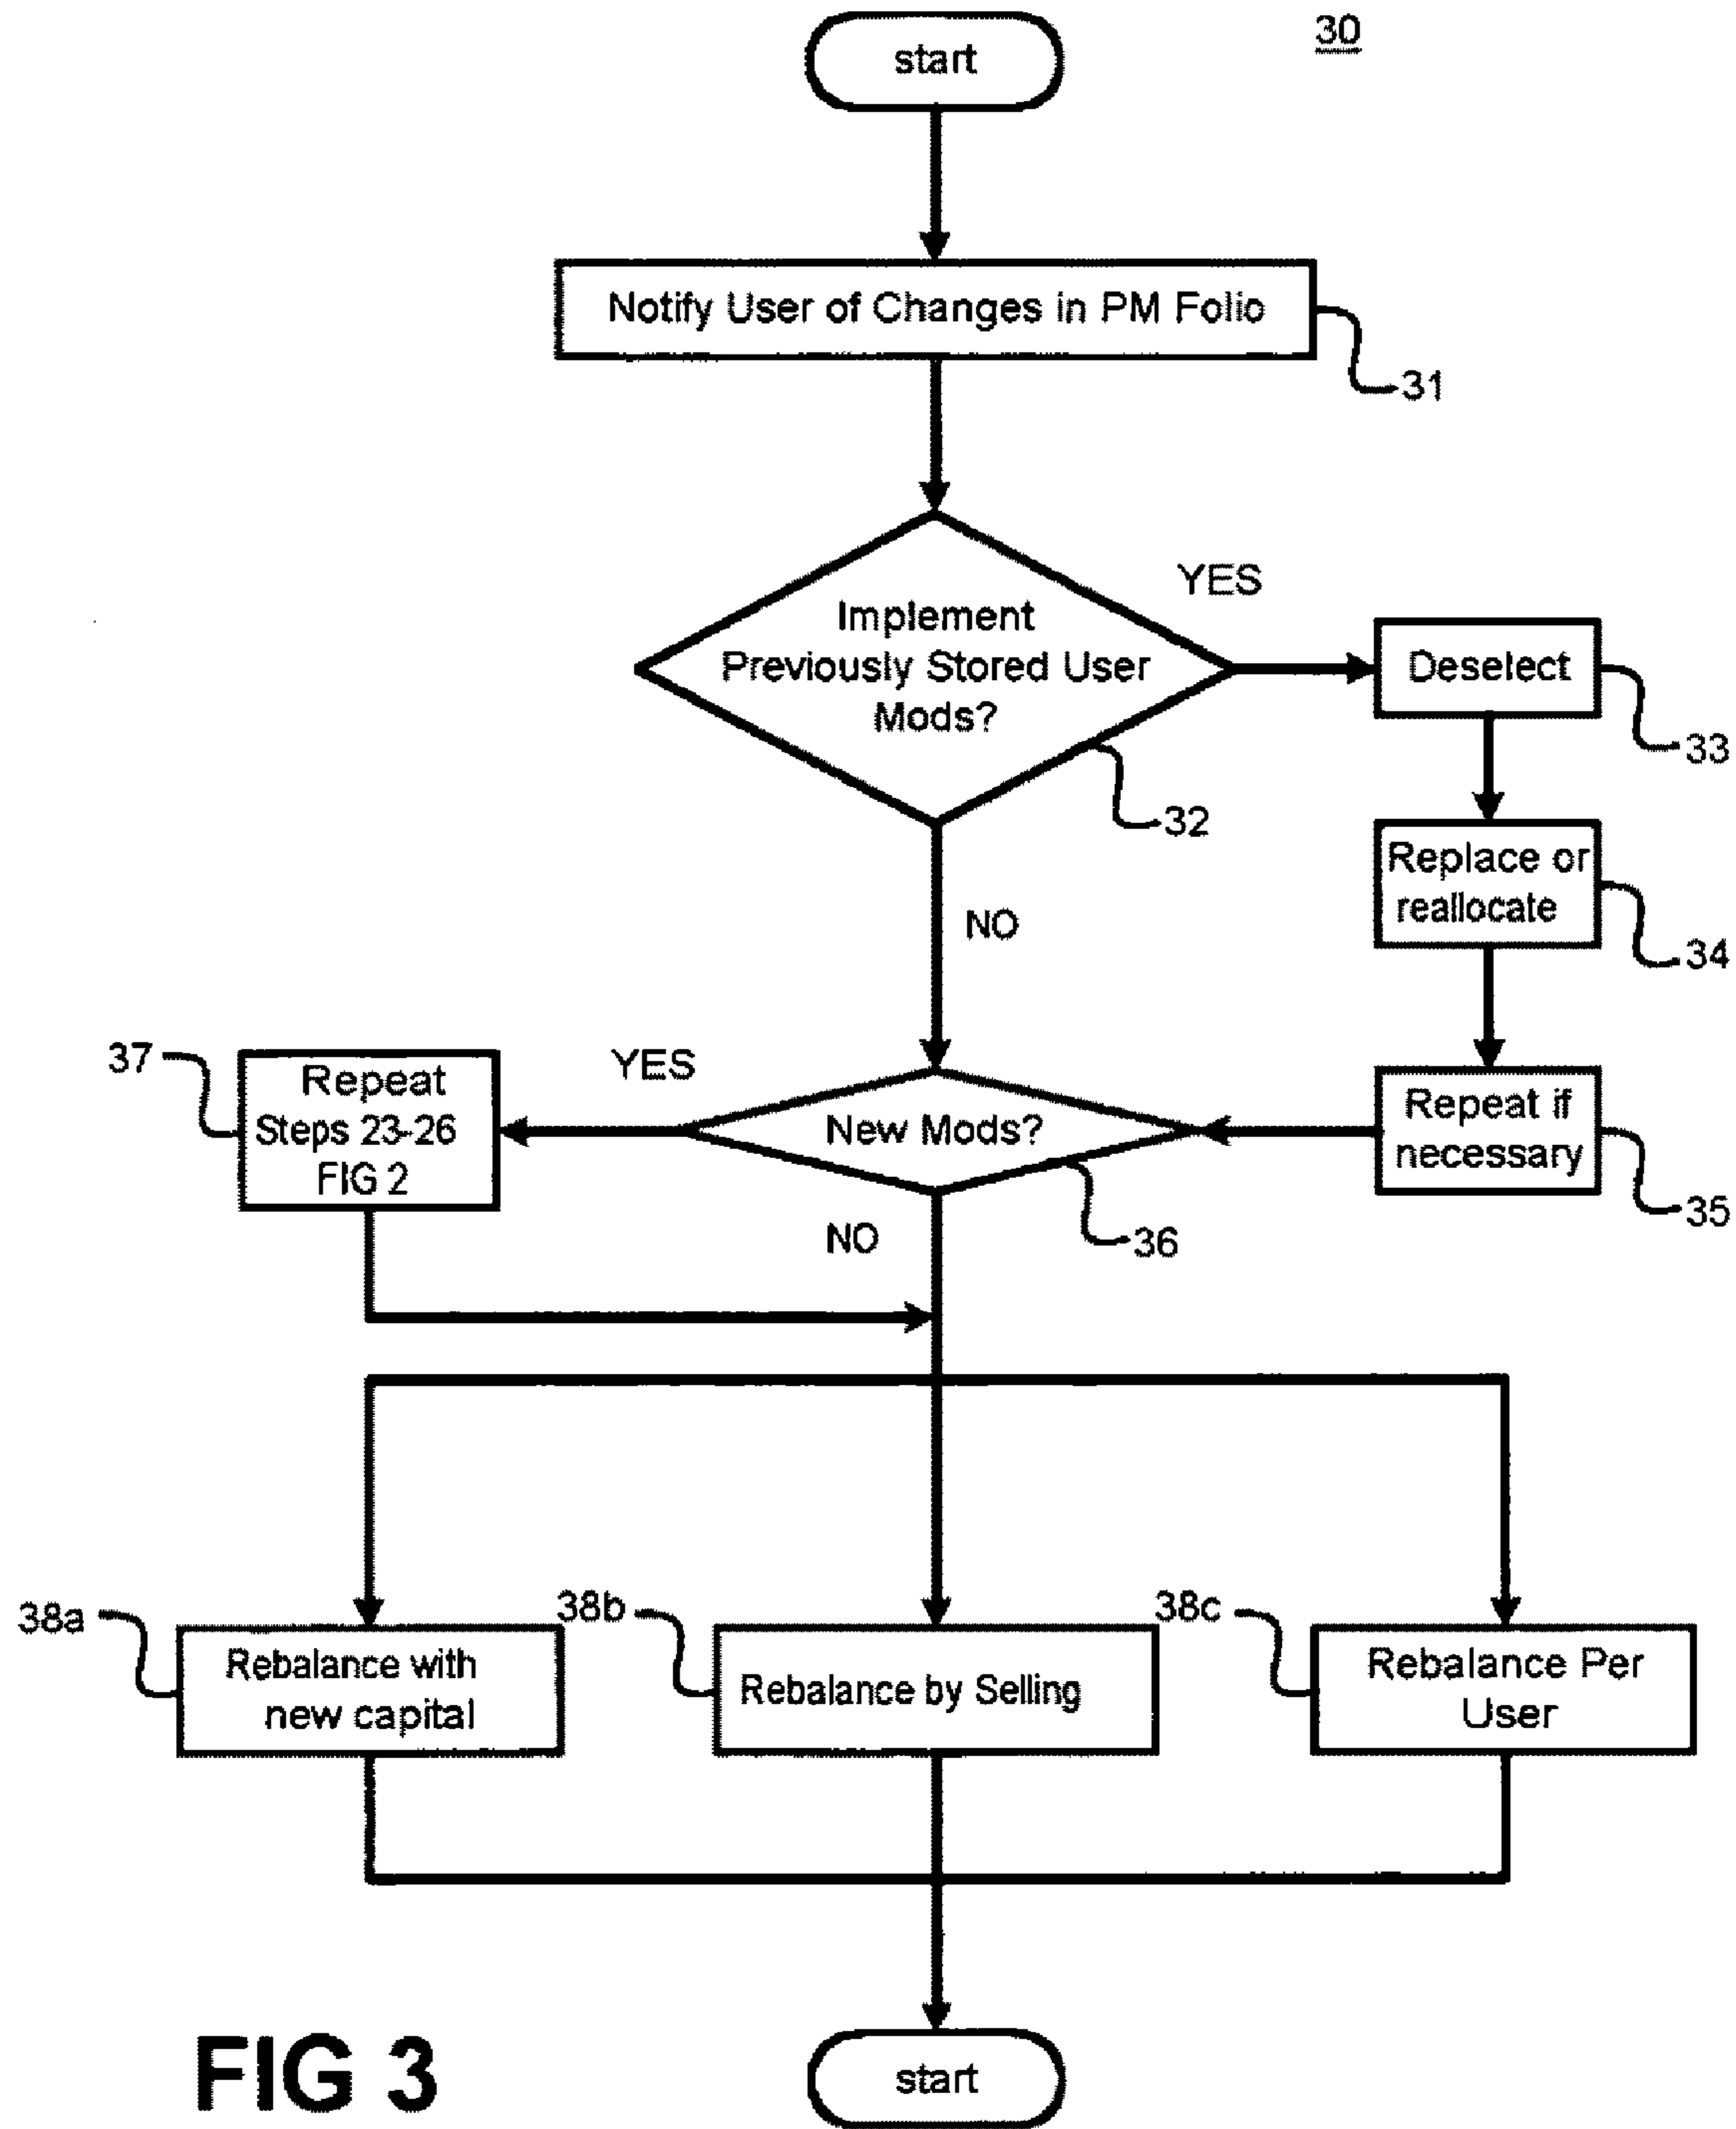 30
start
Notify User of Changes in PM Folio
31
YES
Implement
Previously Stored User
Mods?
32
Deselect
33
Replace or
reallocate
34
NO
37
Repeat
Steps 23-26
FIG 2
YES
New Mods?
36
Repeat if
necessary
35
NO
38a
Rebalance with
new capital
38b
Rebalance by Selling
38c
Rebalance Per
User
start
FIG 3